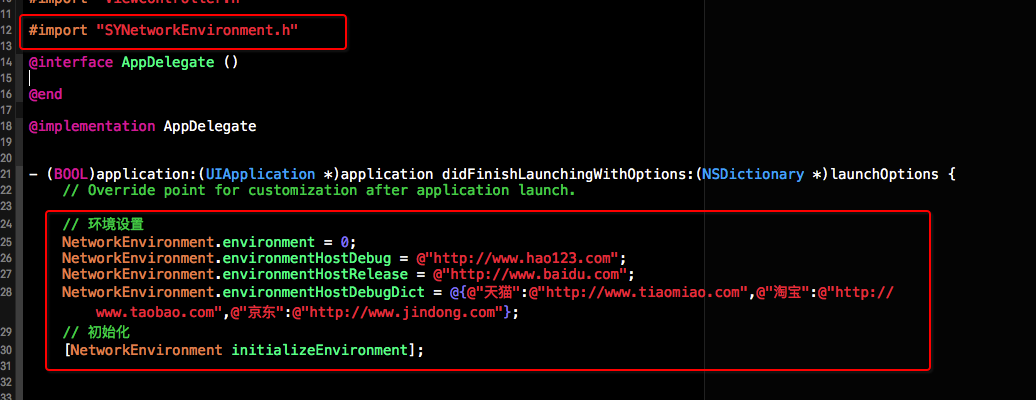 11
12 #import "SYNetworkEnvironment.h"
13
14 @interface AppDelegate ()
15
16 @end
17
18 @implementation AppDelegate
19
20
21 - (BOOL)application:(UIApplication *)application didFinishLaunchingWithOptions:(NSDictionary *)launchOptions {
22 // Override point for customization after application launch.
23
24 // 环境设置
25 NetworkEnvironment.environment = 0;
26 NetworkEnvironment.environmentHostDebug = @"http://www.hao123.com";
27 NetworkEnvironment.environmentHostRelease = @"http://www.baidu.com";
28 NetworkEnvironment.environmentHostDebugDict = @{@"天猫":@"http://www.tiaomiao.com",@"淘宝":@"http://
www.taobao.com",@"京东":@"http://www.jindong.com"};
29 // 初始化
30 [NetworkEnvironment initializeEnvironment];
31
32
33